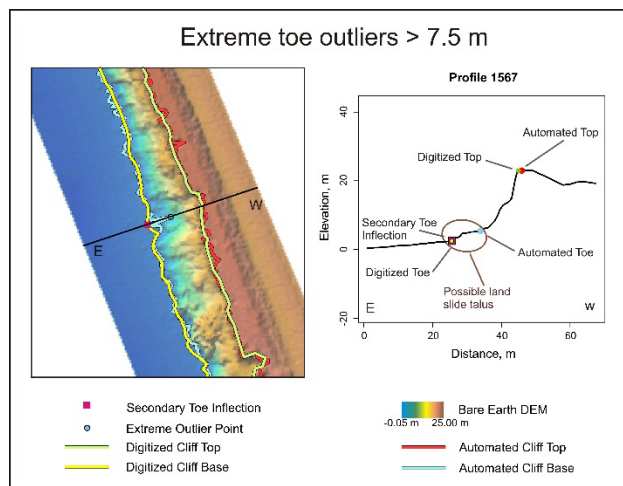 Extreme toe outliers > 7.5 m
E
W
Profile 1567
Elevation, m
40
20
0
-20
Digitized Top
Automated Top
Secondary Toe
Inflection
Digitized Toe
Automated Toe
Possible land
slide talus
E
W
0
20
40
60
Distance, m
Secondary Toe Inflection
Extreme Outlier Point
Digitized Cliff Top
Digitized Cliff Base
Bare Earth DEM
-0.05 m
25.00 m
Automated Cliff Top
Automated Cliff Base